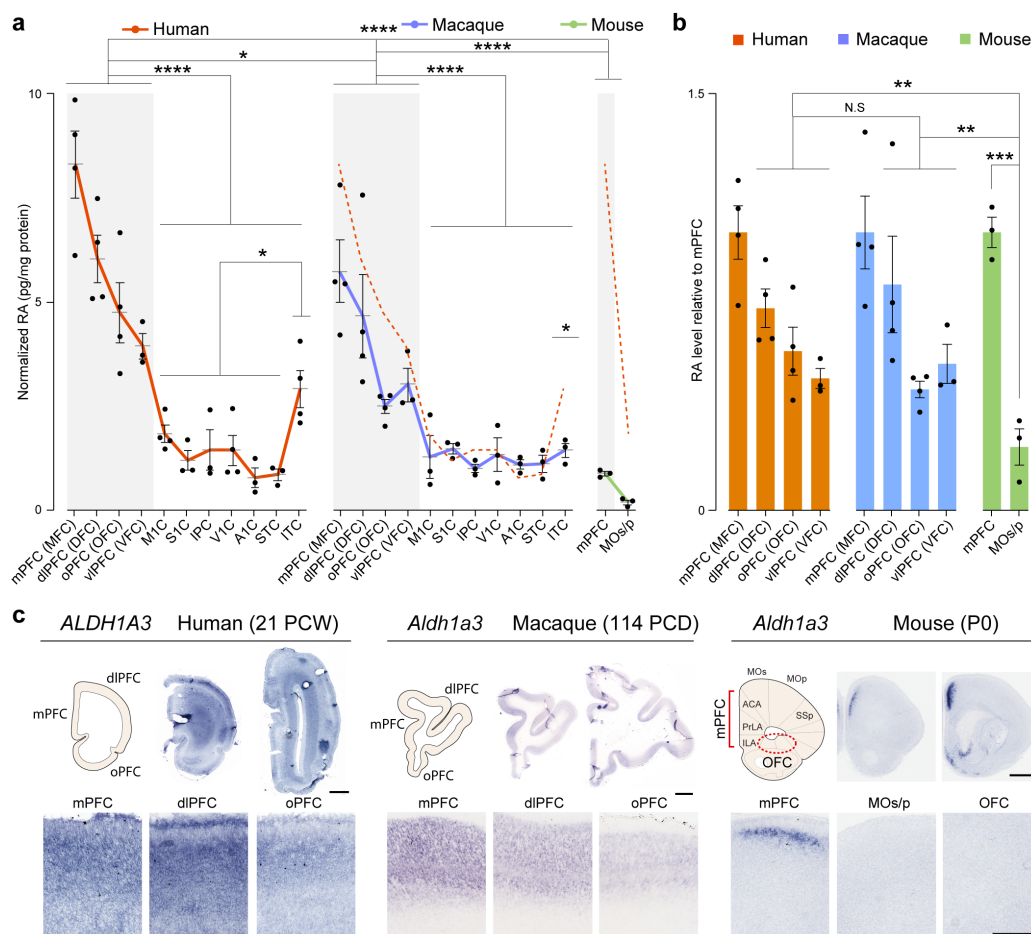 a
Human
Macaque
Mouse
****
****
*
****
****
*
*
Normalized RA (pg/mg protein)
10
5
0
mPFC (MFC)
dlPFC (DFC)
oPFC (OFC)
vlPFC (VFC)
M1C
S1C
IPC
V1C
A1C
STC
ITC
mPFC (MFC)
dlPFC (DFC)
oPFC (OFC)
vlPFC (VFC)
M1C
S1C
IPC
V1C
A1C
STC
ITC
mPFC
MOs/p
b
Human
Macaque
Mouse
**
N.S
**
***
RA level relative to mPFC
1.5
0
mPFC (MFC)
dlPFC (DFC)
oPFC (OFC)
vlPFC (VFC)
mPFC (MFC)
dlPFC (DFC)
oPFC (OFC)
vlPFC (VFC)
mPFC
MOs/p
c
ALDH1A3 Human (21 PCW)
dlPFC
mPFC
oPFC
mPFC dlPFC oPFC
Aldh1a3 Macaque (114 PCD)
dlPFC
mPFC
oPFC
mPFC dlPFC oPFC
Aldh1a3 Mouse (P0)
MOs
MOp
ACA
SSp
PrLA
ILA
mPFC
OFC
mPFC MOs/p OFC